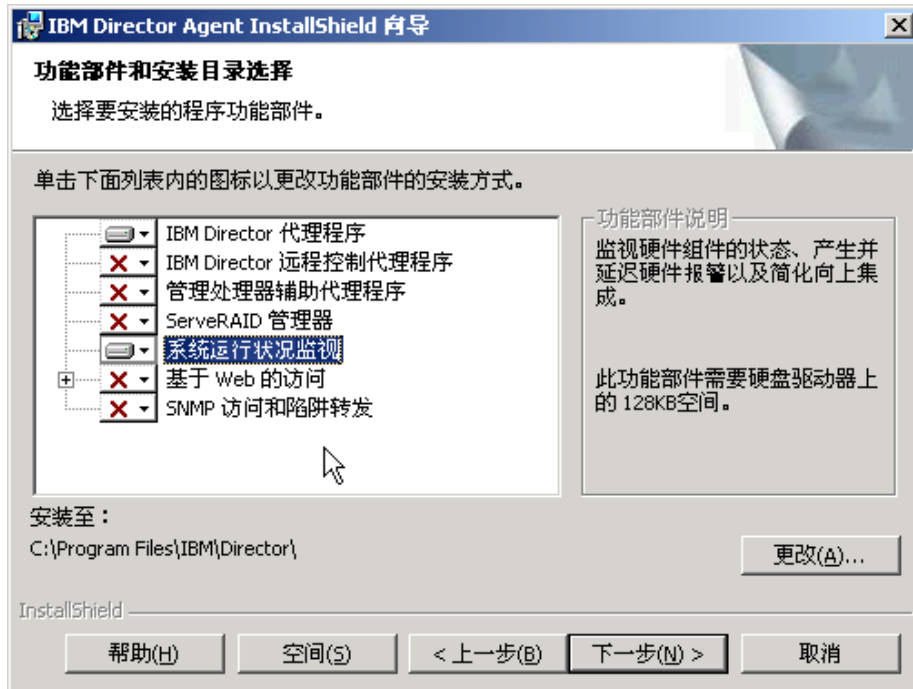 IBM Director Agent InstallShield 向导
功能部件和安装目录选择
选择要安装的程序功能部件。
单击下面列表内的图标以更改功能部件的安装方式。
IBM Director 代理程序
IBM Director 远程控制代理程序
管理处理器辅助代理程序
ServeRAID 管理器
系统运行状况监视
基于 Web 的访问
SNMP 访问和陷阱转发
功能部件说明
监视硬件组件的状态、产生并
延迟硬件报警以及简化向上集
成。
此功能部件需要硬盘驱动器上
的 128KB空间。
安装至：
C:\Program Files\IBM\Director\
更改(A)...
InstallShield
帮助(H)
空间(S)
< 上一步(B)
下一步(N) >
取消